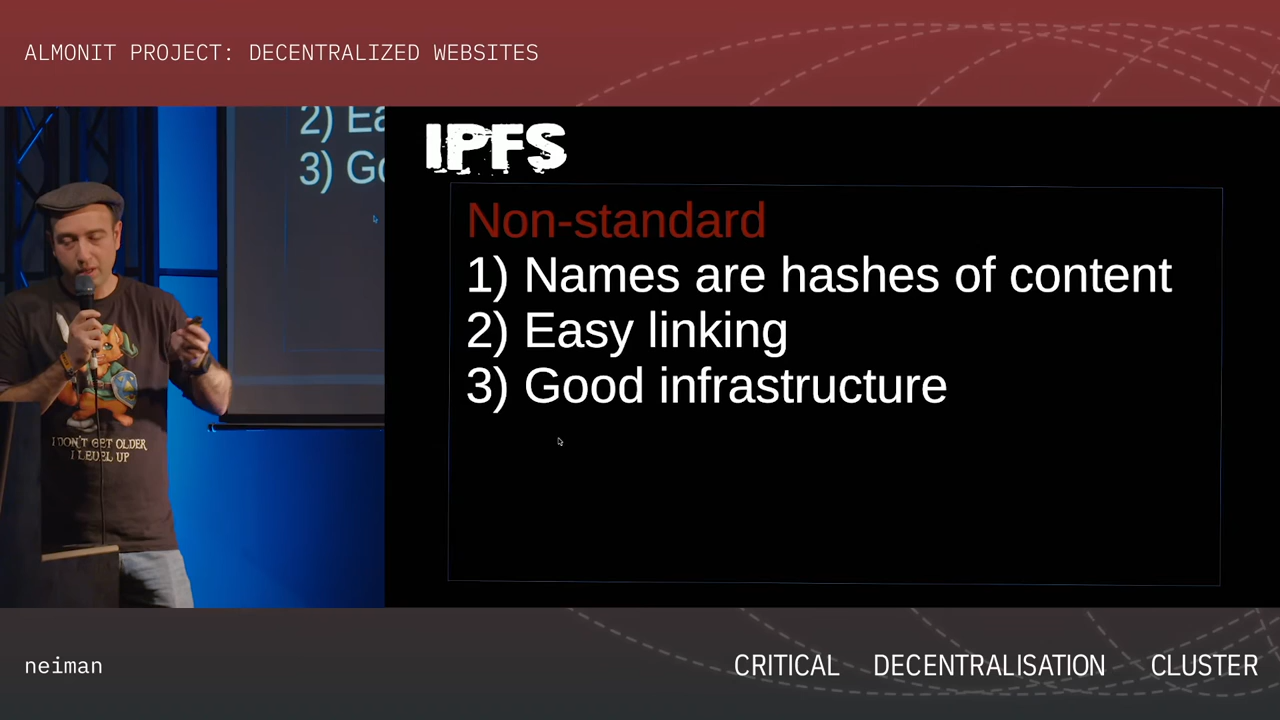 ALMONIT PROJECT: DECENTRALIZED WEBSITES
2) Ea
3) Go
IPFS
Non-standard
1) Names are hashes of content
2) Easy linking
3) Good infrastructure
I DON'T GET OLDER
I LEVEL UP
neiman
CRITICAL DECENTRALISATION CLUSTER